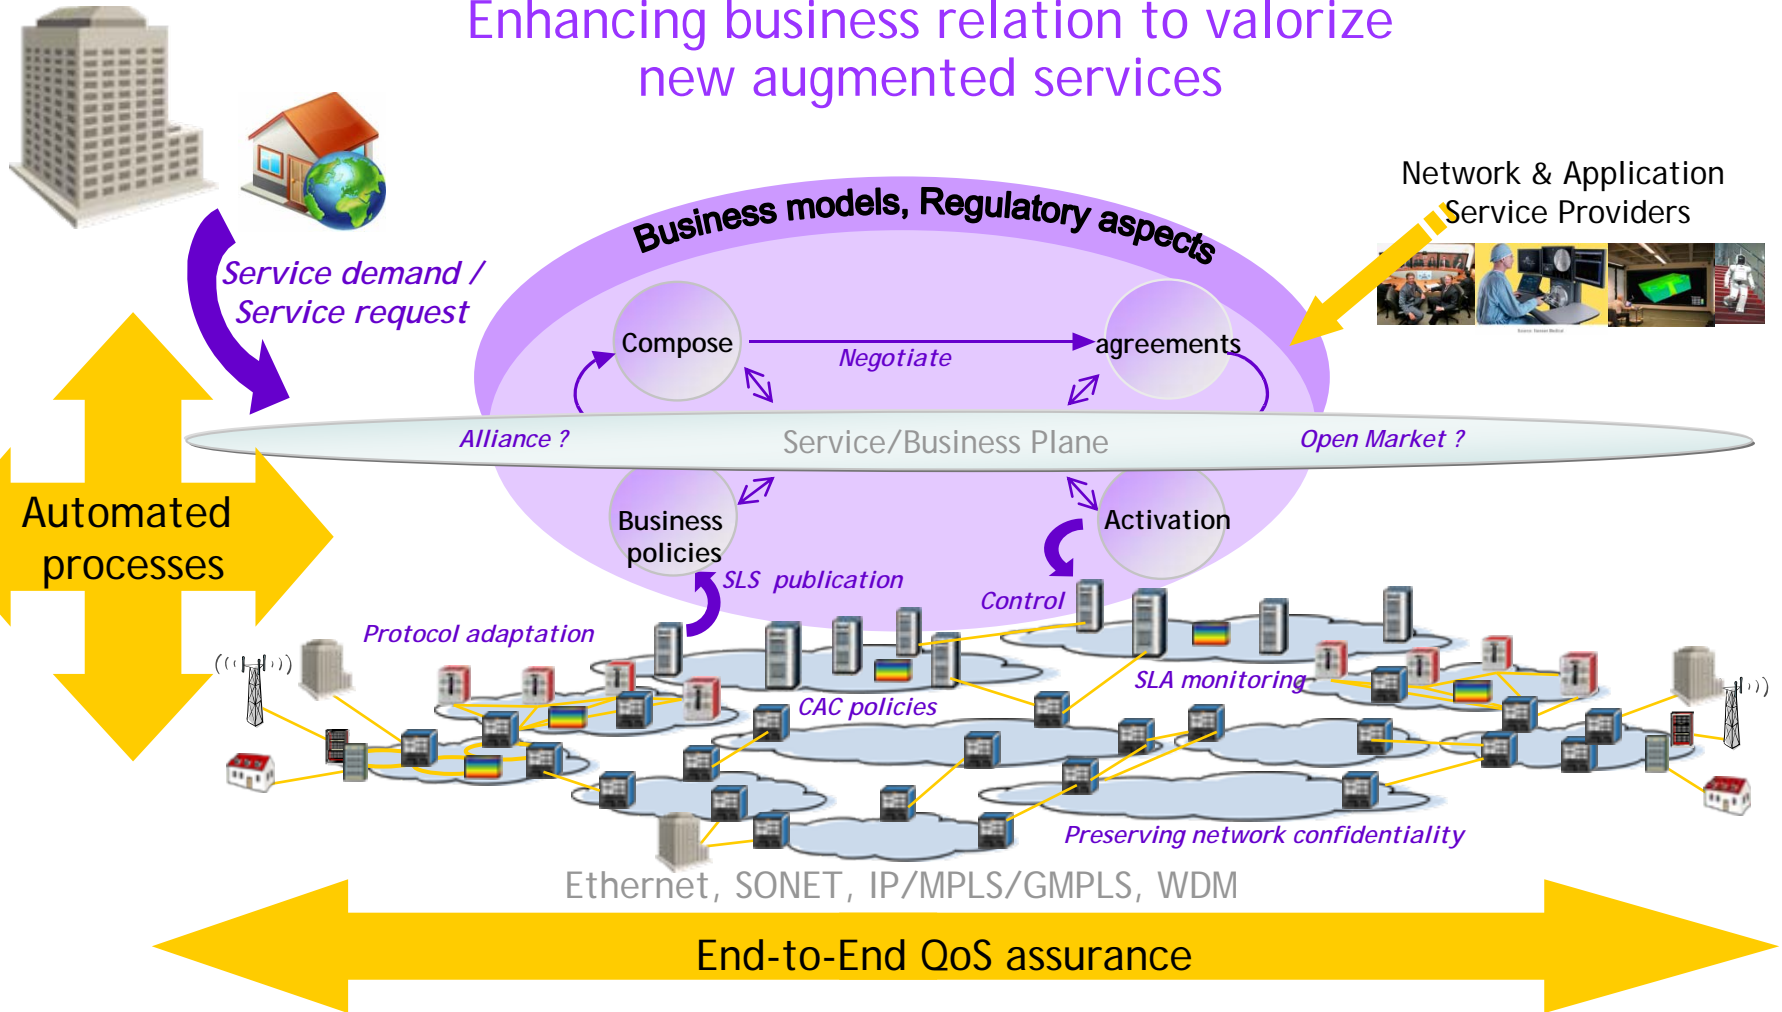 Enhancing business relation to valorize
new augmented services
Network & Application
Service Providers
Business models, Regulatory aspects
Service demand /
Service request
Compose
Negotiate
agreements
Alliance ?
Service/Business Plane
Open Market ?
Automated
processes
Business
policies
Activation
SLS publication
Control
Protocol adaptation
SLA monitoring
CAC policies
Preserving network confidentiality
Ethernet, SONET, IP/MPLS/GMPLS, WDM
End-to-End QoS assurance